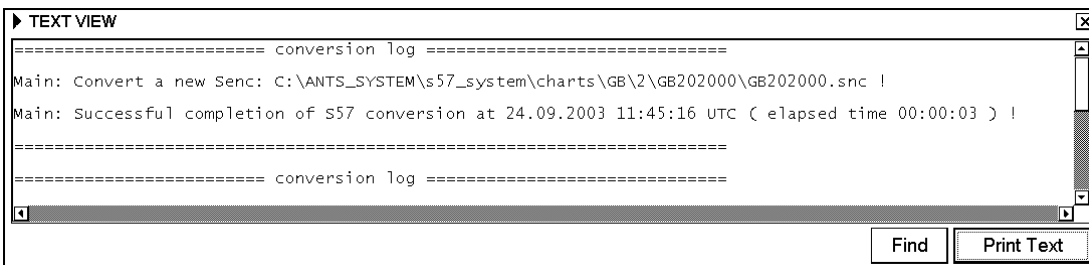 TEXT VIEW
========================= conversion log ==============================
Main: Convert a new Senc: C:\ANTS_SYSTEM\s57_system\charts\GB\2\GB202000\GB202000.snc !
Main: Successful completion of S57 conversion at 24.09.2003 11:45:16 UTC ( elapsed time 00:00:03 ) !
=======================================================================
========================= conversion log ==============================
Find Print Text